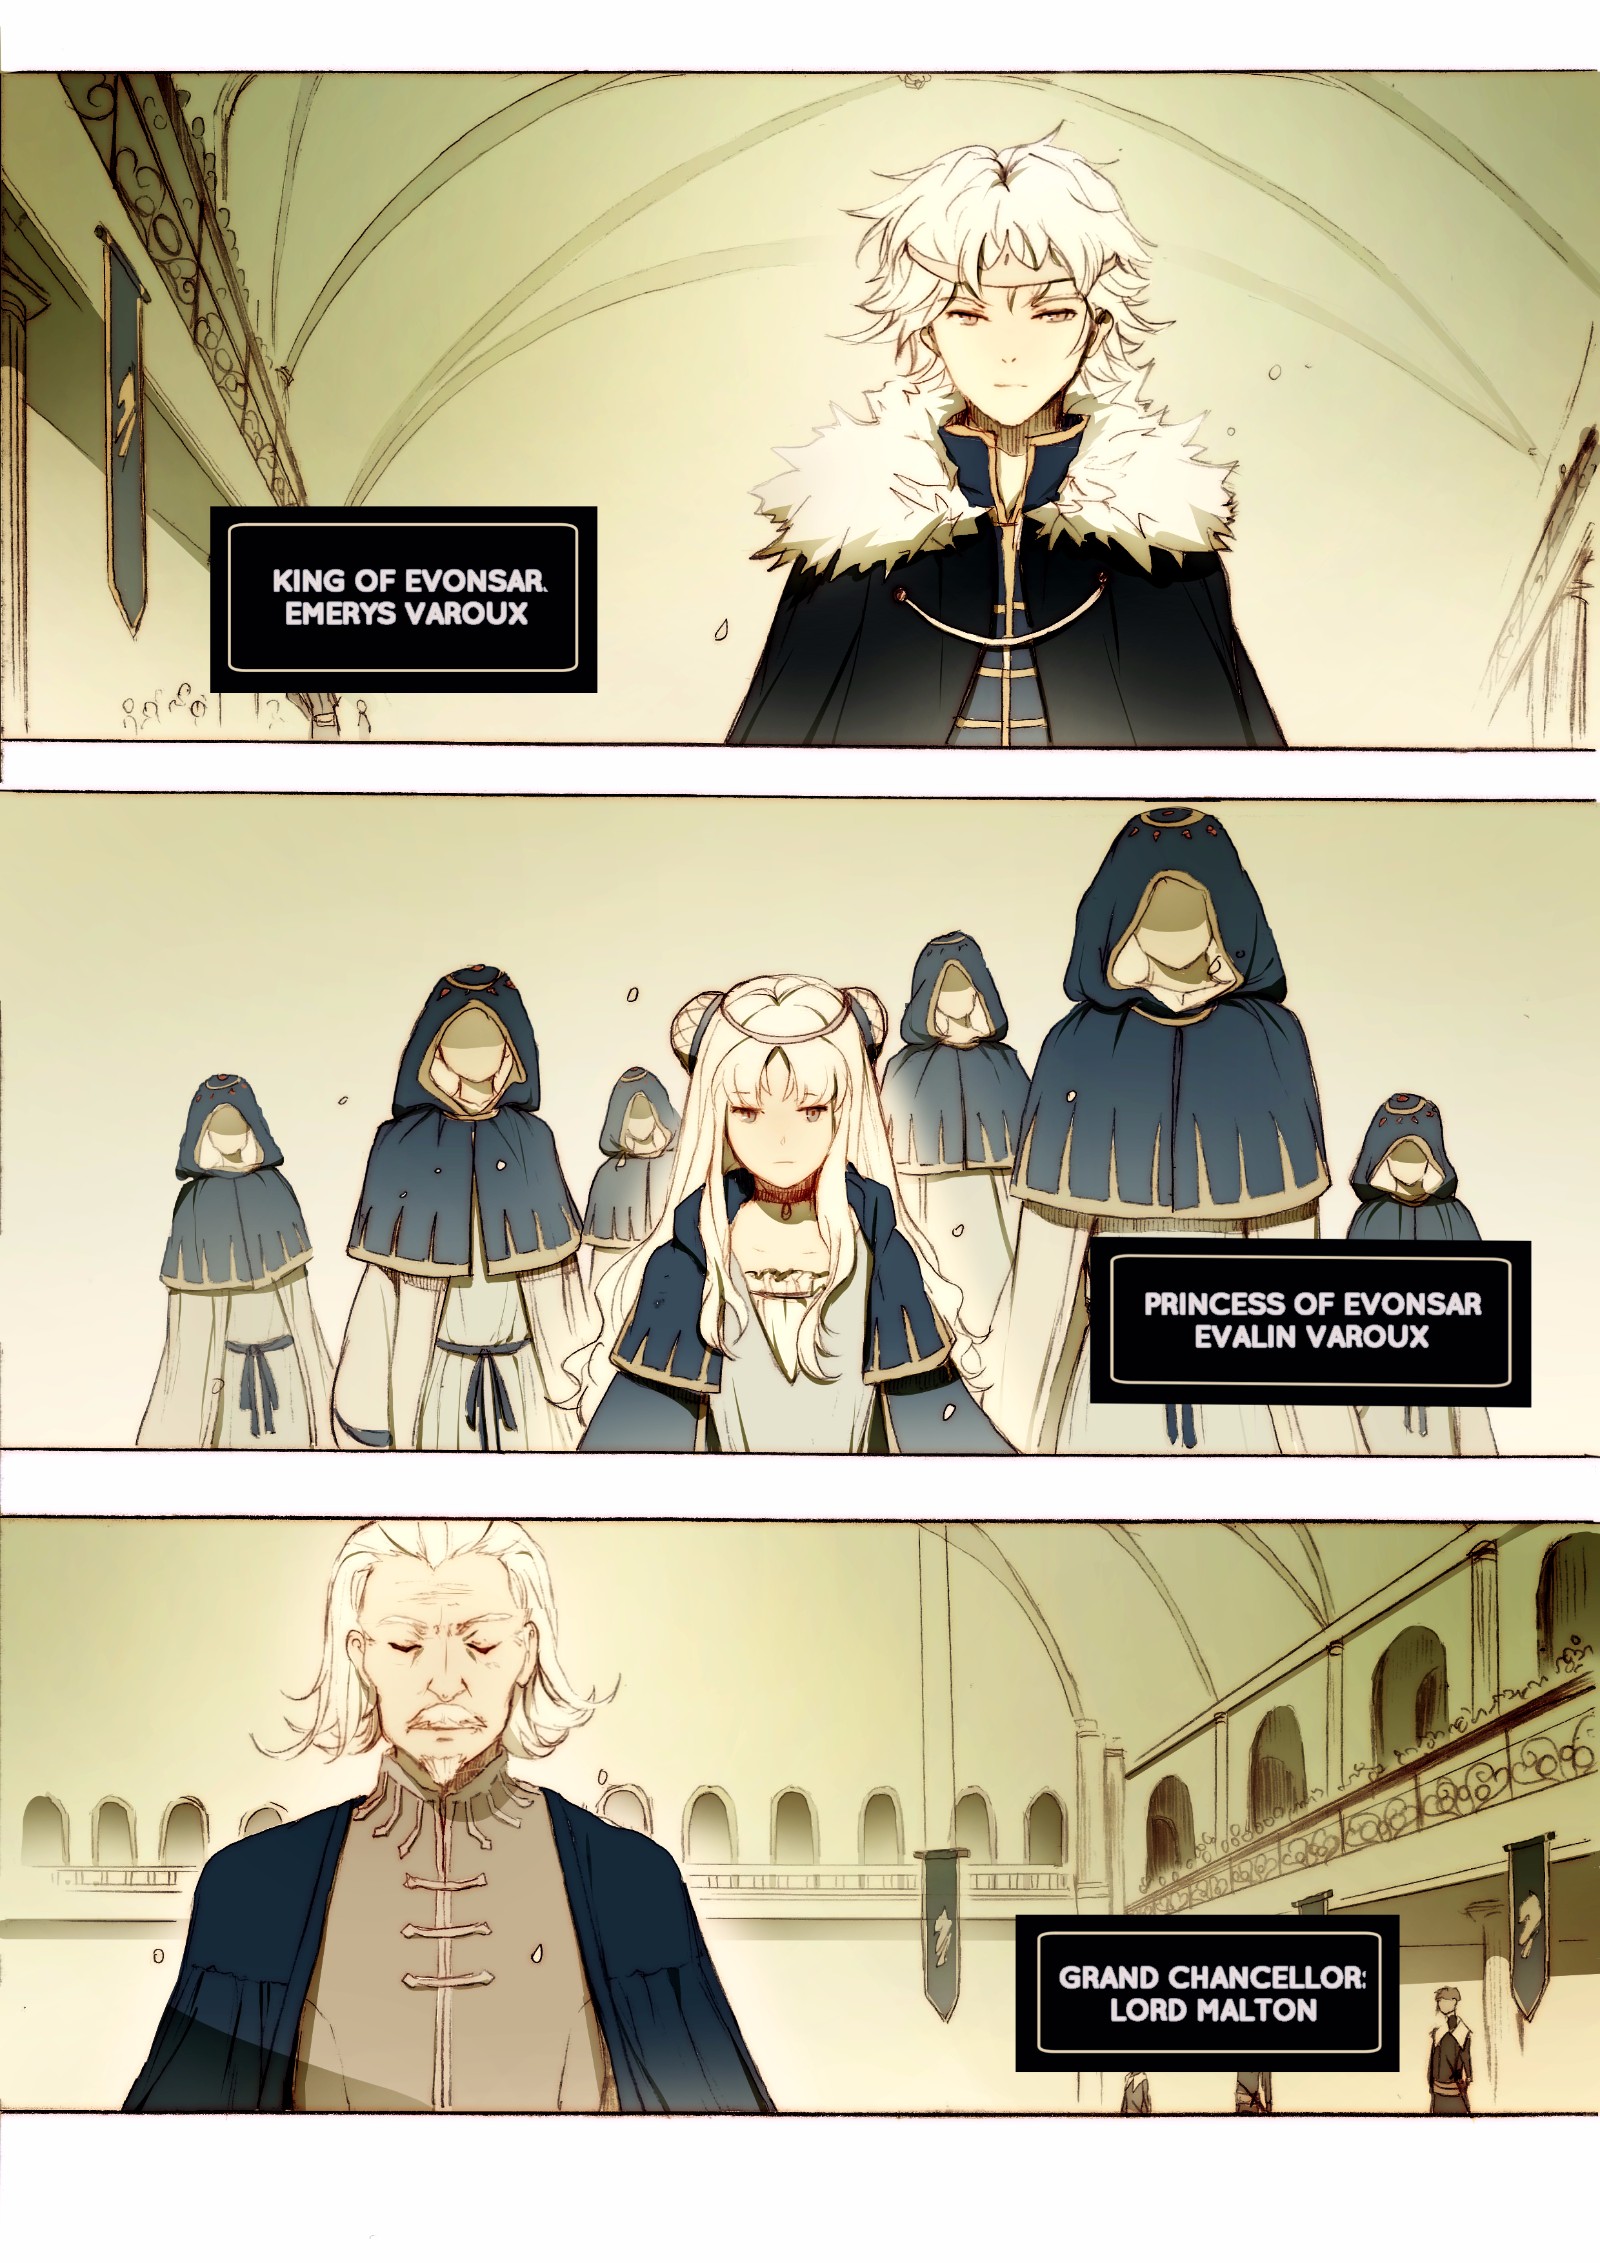 KING OF EVONSAR:
EMERYS VAROUX
PRINCESS OF EVONSAR
EVALIN VAROUX
GRAND CHANCELLOR:
LORD MALTON